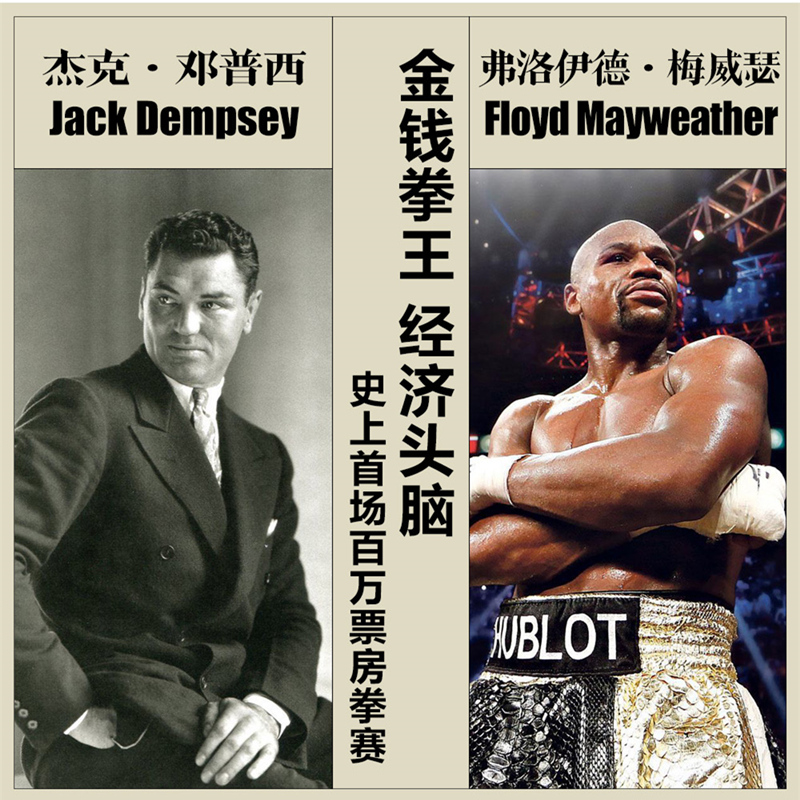 杰克·邓普西
Jack Dempsey
金钱拳王 经济头脑
史上首场百万票房拳赛
弗洛伊德·梅威瑟
Floyd Mayweather
HUBLOT